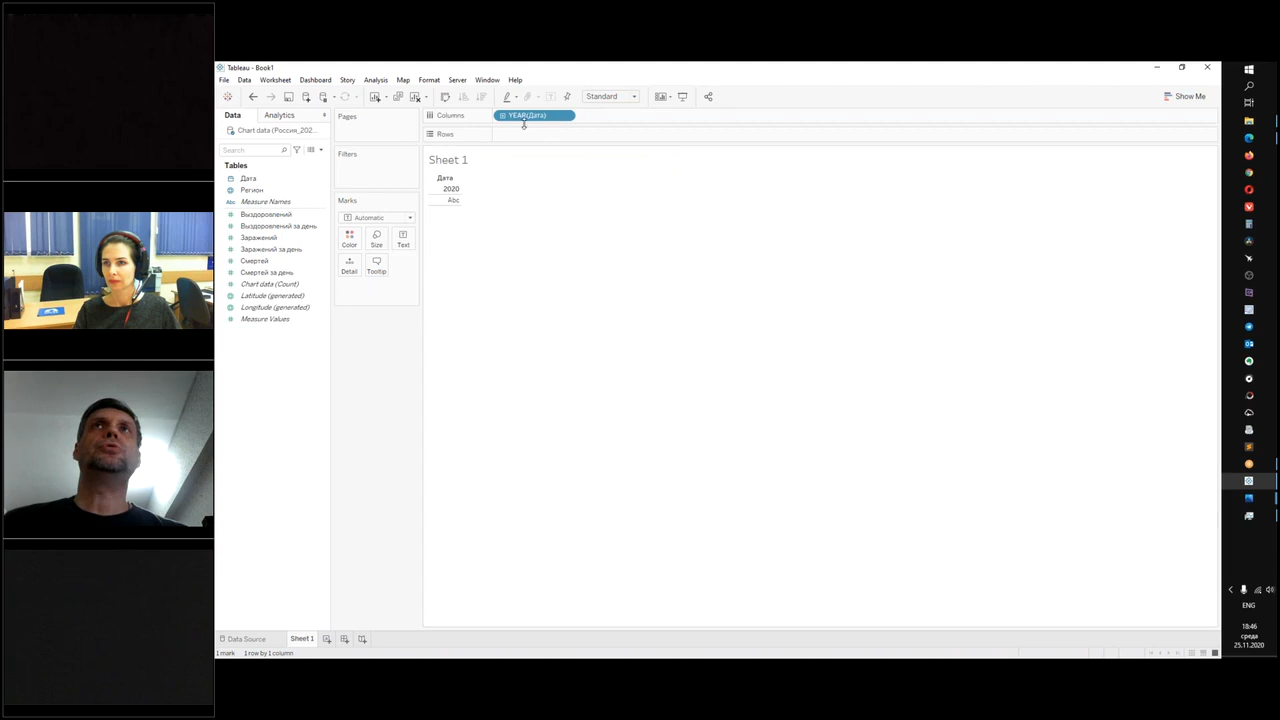 Tableau - Book1
File Data Worksheet Dashboard Story Analysis Map Format Server Window Help
Standard
Show Me
Data Analytics
Pages
Columns
YEAR(Дата)
Chart data (Россия_202...
Rows
Search
Filters
Sheet 1
Tables
Дата
Дата
Регион
2020
Abc Measure Names
Marks
Abc
Выздоровлений
Automatic
Выздоровлений за день
Заражений
Color Size Text
Заражений за день
Смертей
Смертей за день
Detail Tooltip
Chart data (Count)
Latitude (generated)
Longitude (generated)
Measure Values
ENG
18:46
среда
25.11.2020
Data Source Sheet 1
1 mark 1 row by 1 column